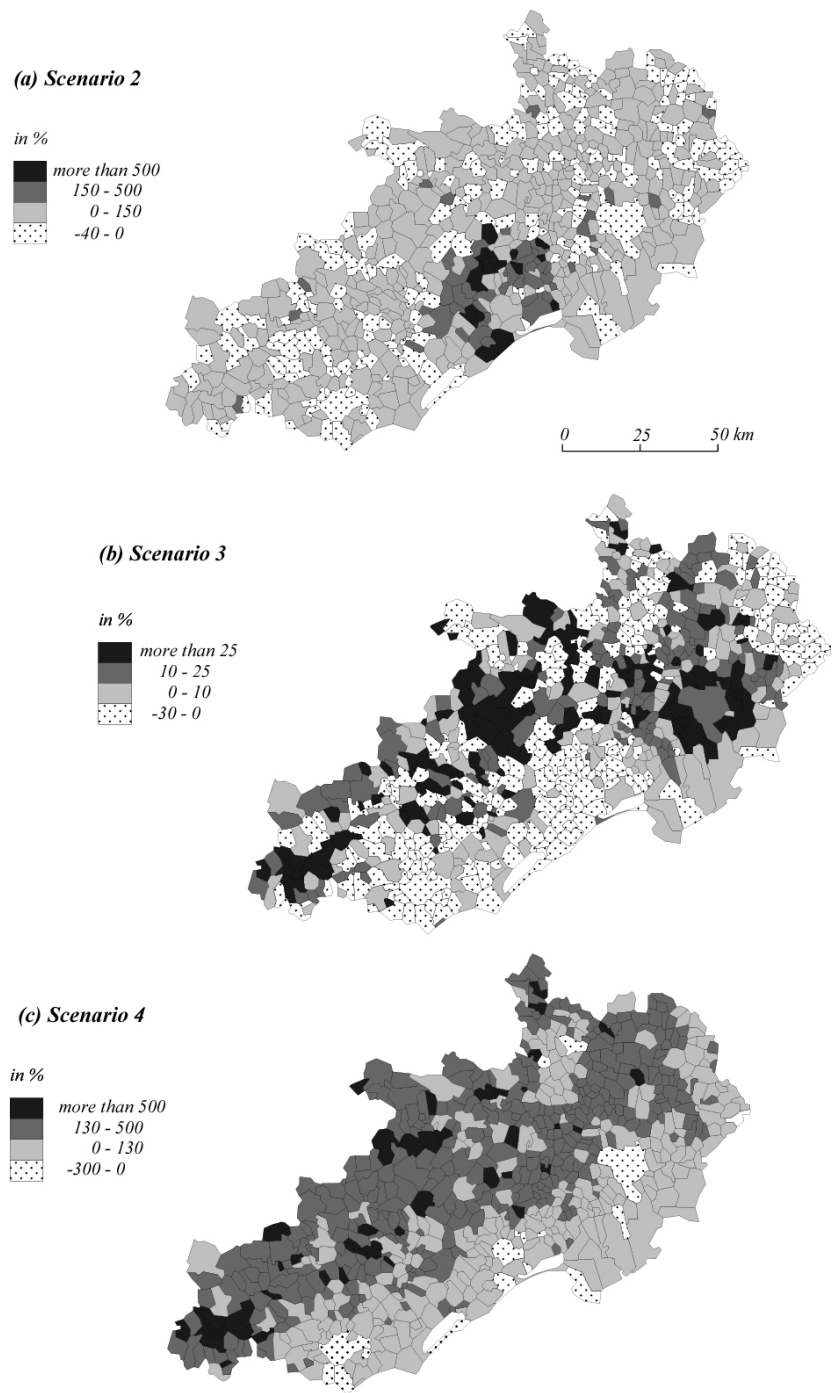 (a) Scenario 2
in %
more than 500
150 - 500
0 - 150
-40 - 0
0 25 50 km
(b) Scenario 3
in %
more than 25
10 - 25
0 - 10
-30 - 0
(c) Scenario 4
in %
more than 500
130 - 500
0 - 130
-300 - 0